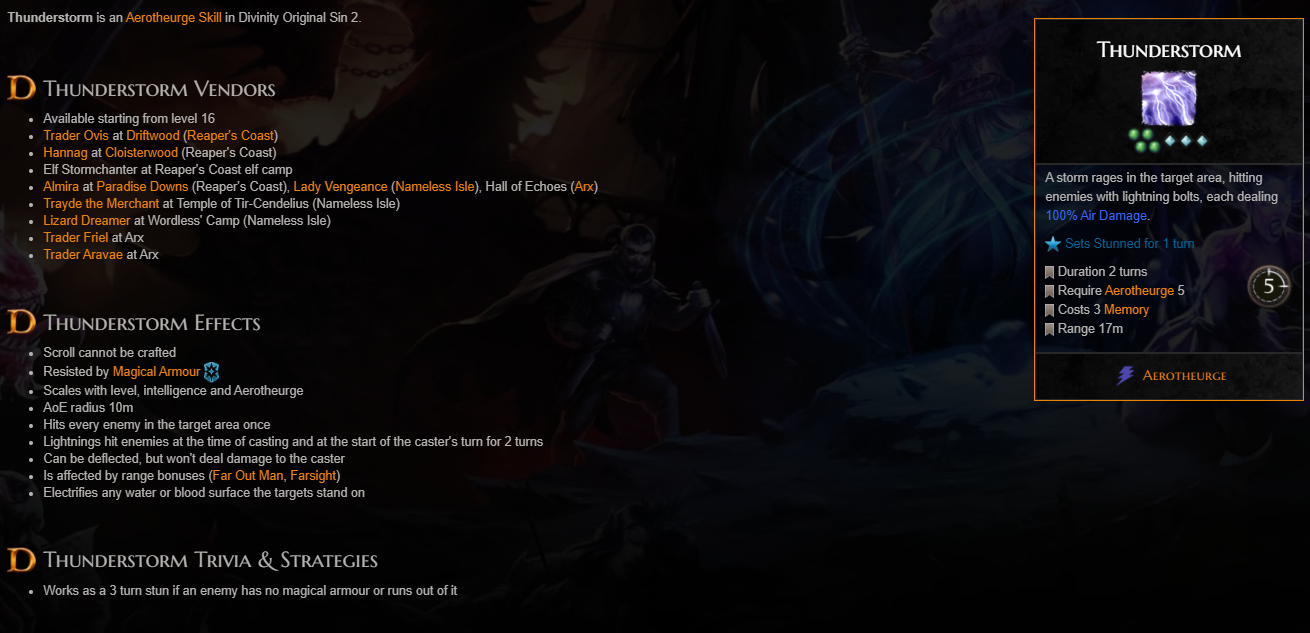 Thunderstorm is an Aerotheurge Skill in Divinity Original Sin 2.
Thunderstorm Vendors
Available starting from level 16
Trader Ovis at Driftwood (Reaper's Coast)
Hannag at Cloisterwood (Reaper's Coast)
Elf Stormchanter at Reaper's Coast elf camp
Almira at Paradise Downs (Reaper's Coast), Lady Vengeance (Nameless Isle), Hall of Echoes (Arx)
Trayde the Merchant at Temple of Tir-Cendelius (Nameless Isle)
Lizard Dreamer at Wordless' Camp (Nameless Isle)
Trader Friel at Arx
Trader Aravae at Arx
Thunderstorm Effects
Scroll cannot be crafted
Resisted by Magical Armour
Scales with level, intelligence and Aerotheurge
AoE radius 10m
Hits every enemy in the target area once
Lightnings hit enemies at the time of casting and at the start of the caster's turn for 2 turns
Can be deflected, but won't deal damage to the caster
Is affected by range bonuses (Far Out Man, Farsight)
Electrifies any water or blood surface the targets stand on
Thunderstorm Trivia & Strategies
Works as a 3 turn stun if an enemy has no magical armour or runs out of it
Thunderstorm
A storm rages in the target area, hitting
enemies with lightning bolts, each dealing
100% Air Damage.
Sets Stunned for 1 turn
Duration 2 turns
Require Aerotheurge 5
Costs 3 Memory
Range 17m
5
Aerotheurge